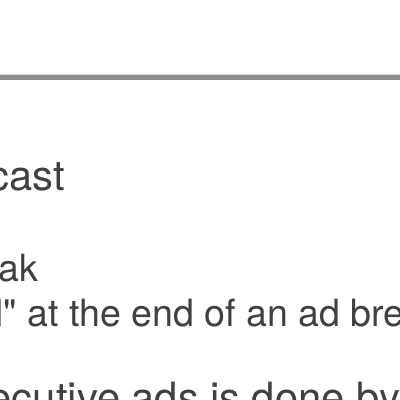 cast
ak
" at the end of an ad bre
ecutive ads is done by